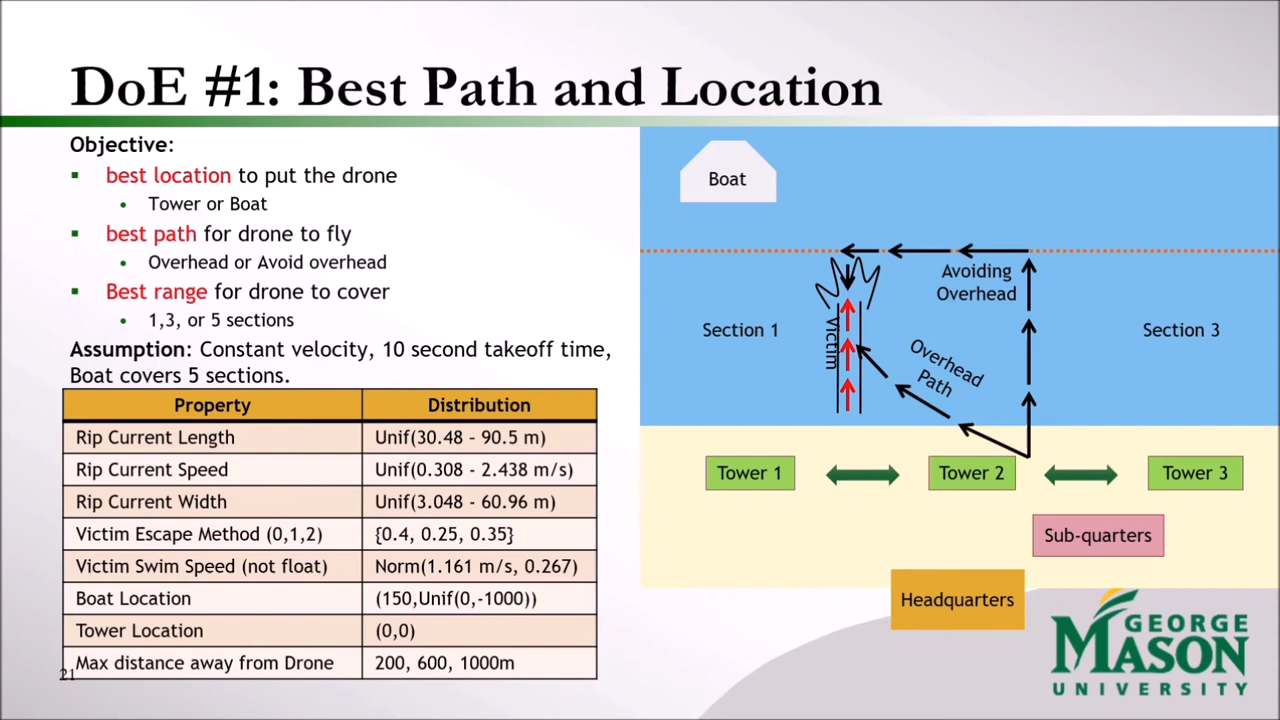 DoE #1: Best Path and Location
Objective:
▪ best location to put the drone
• Tower or Boat
▪ best path for drone to fly
• Overhead or Avoid overhead
▪ Best range for drone to cover
• 1,3, or 5 sections
Assumption: Constant velocity, 10 second takeoff time,
Boat covers 5 sections.
Property Distribution
Rip Current Length Unif(30.48 - 90.5 m)
Rip Current Speed Unif(0.308 - 2.438 m/s)
Rip Current Width Unif(3.048 - 60.96 m)
Victim Escape Method (0,1,2) {0.4, 0.25, 0.35}
Victim Swim Speed (not float) Norm(1.161 m/s, 0.267)
Boat Location (150,Unif(0,-1000))
Tower Location (0,0)
Max distance away from Drone 200, 600, 1000m
21
Boat
Avoiding
Overhead
Section 1
Victim
Overhead
Path
Section 3
Tower 1
Tower 2
Tower 3
Sub-quarters
Headquarters
GEORGE
MASON
UNIVERSITY